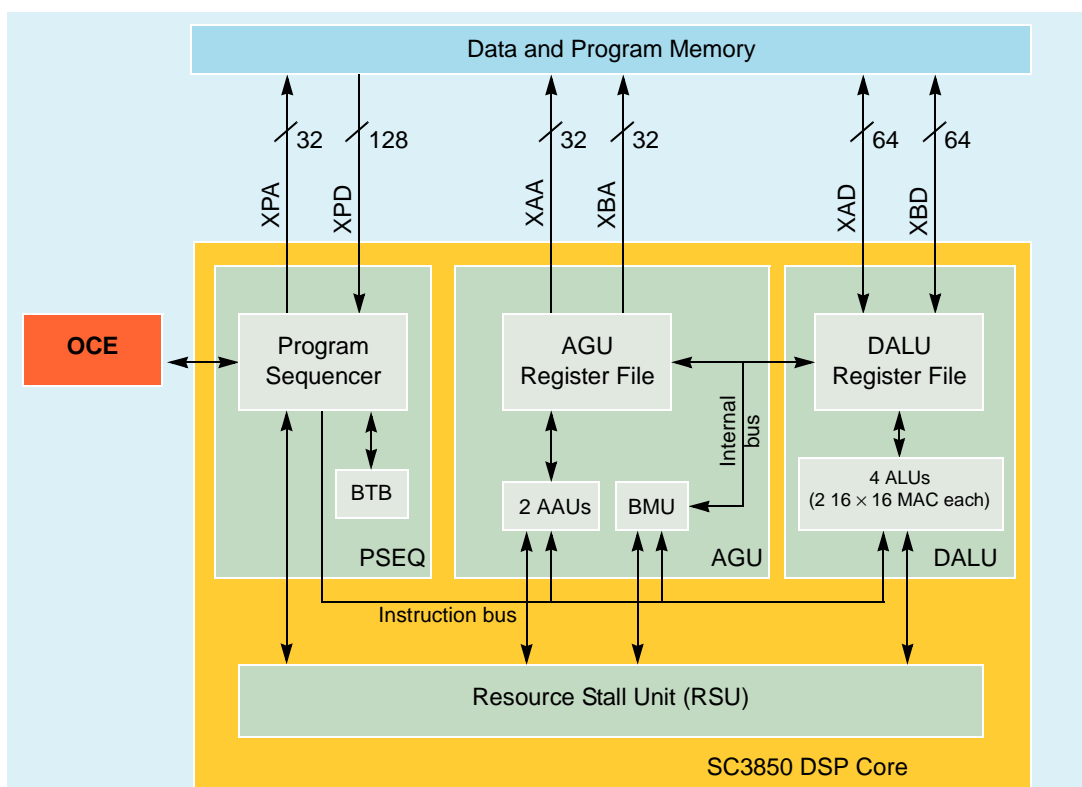 Data and Program Memory
32
128
32
32
64
64
XPA
XPD
XAA
XBA
XAD
XBD
OCE
Program
Sequencer
AGU
Register File
DALU
Register File
Internal
bus
BTB
2 AAUs
BMU
4 ALUs
(2 16 × 16 MAC each)
PSEQ
AGU
DALU
Instruction bus
Resource Stall Unit (RSU)
SC3850 DSP Core